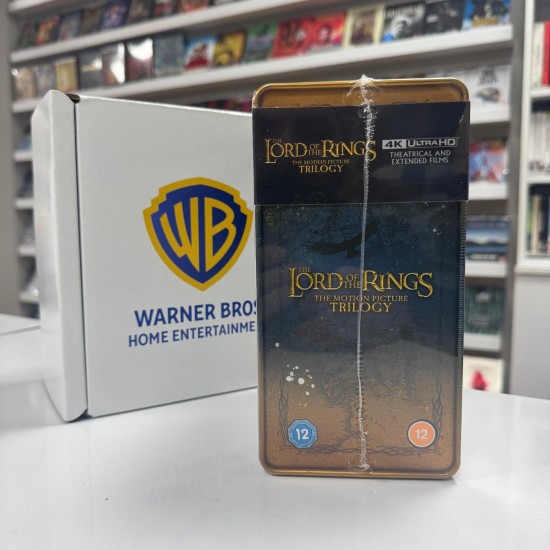 THE
LORD OF THE RINGS
THE MOTION PICTURE
TRILOGY
4K ULTRA HD
THEATRICAL AND
EXTENDED FILMS
WB
WARNER BROS
HOME ENTERTAINME
THE
LORD OF THE RINGS
THE MOTION PICTURE
TRILOGY
12
12